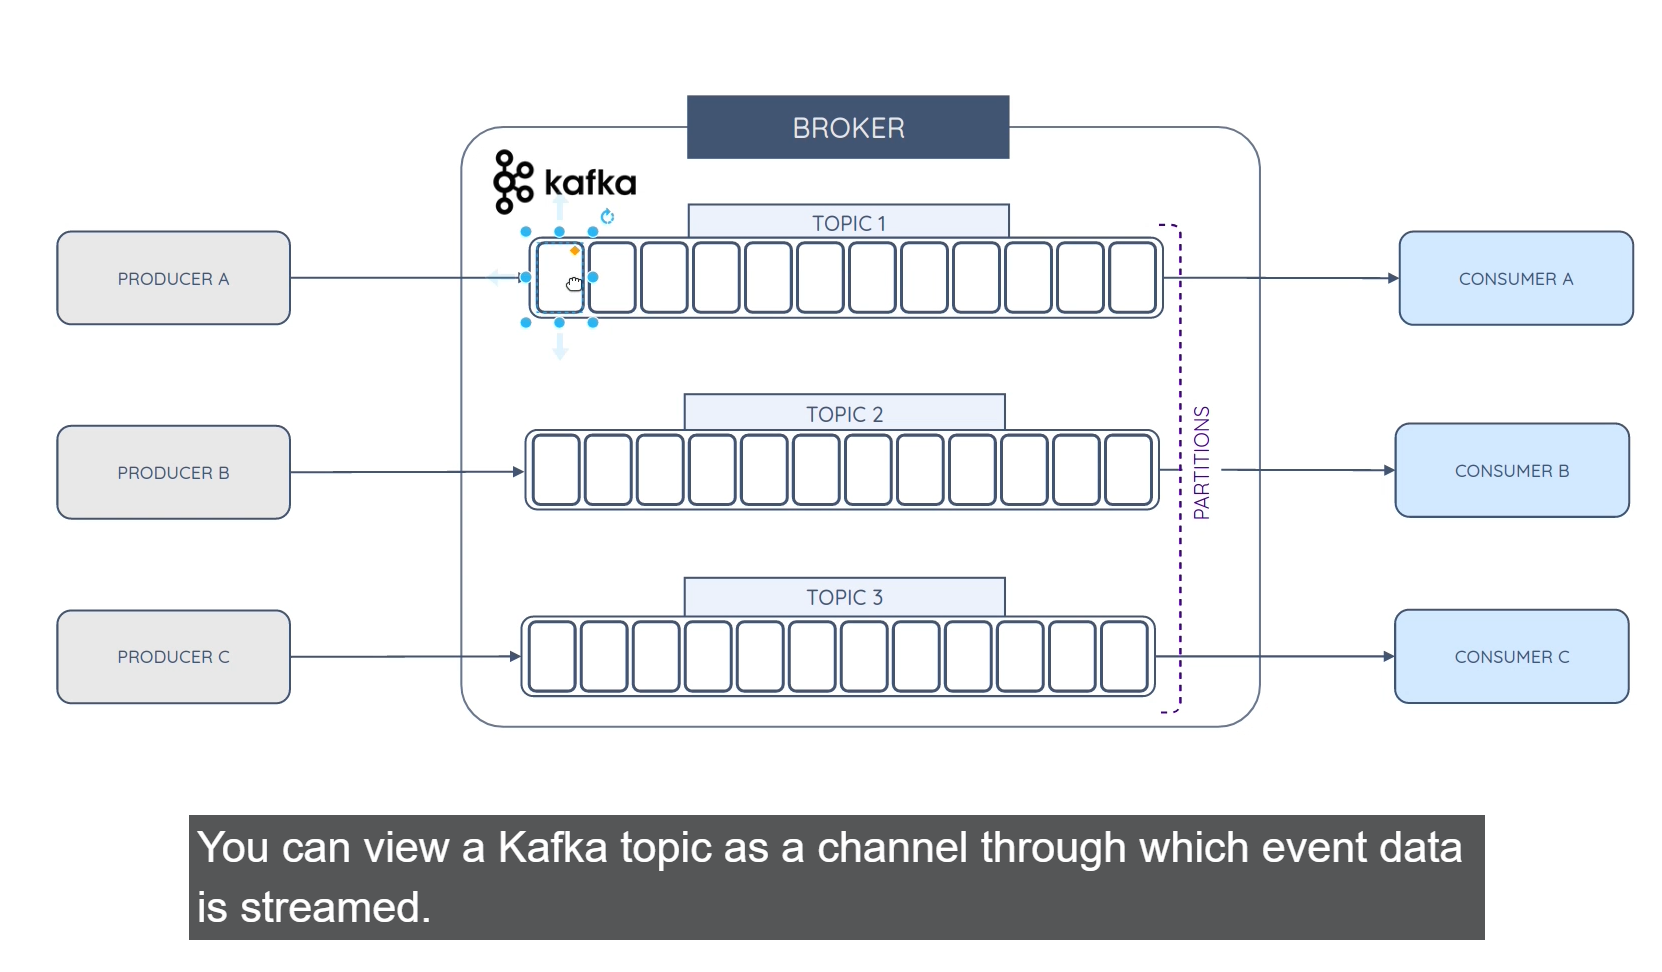 BROKER
kafka
TOPIC 1
PRODUCER A
CONSUMER A
TOPIC 2
PARTITIONS
PRODUCER B
CONSUMER B
TOPIC 3
PRODUCER C
CONSUMER C
You can view a Kafka topic as a channel through which event data
is streamed.